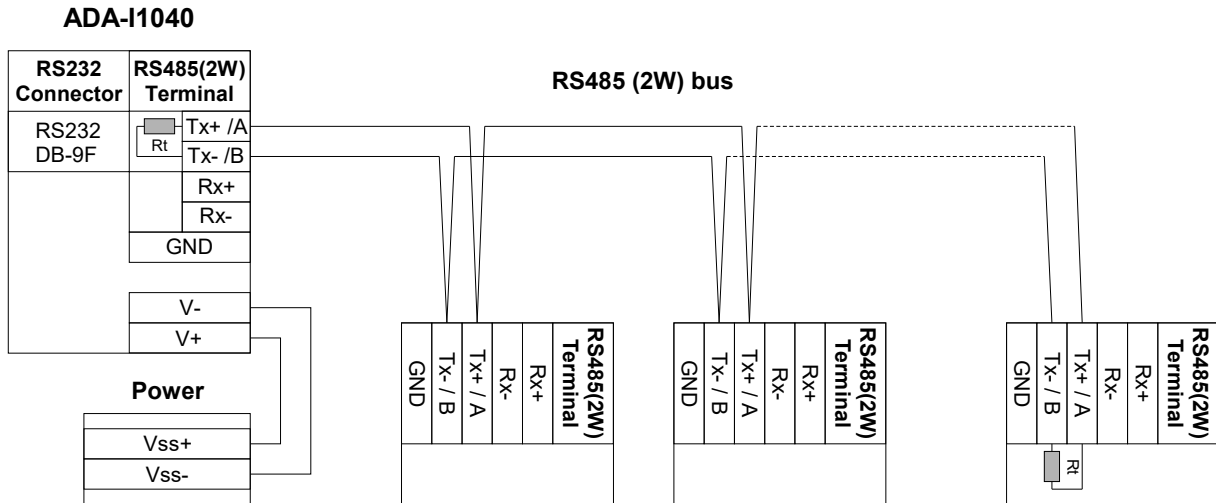 ADA-I1040
RS232
Connector
RS485(2W)
Terminal
RS485 (2W) bus
RS232
DB-9F
Rt
Tx+ /A
Tx- /B
Rx+
Rx-
GND
V-
V+
Power
Vss+
Vss-
GND
Tx- / B
Tx+ / A
Rx-
Rx+
RS485(2W)
Terminal
GND
Tx- / B
Tx+ / A
Rx-
Rx+
RS485(2W)
Terminal
GND
Tx- / B
Tx+ / A
Rx-
Rx+
RS485(2W)
Terminal
Rt